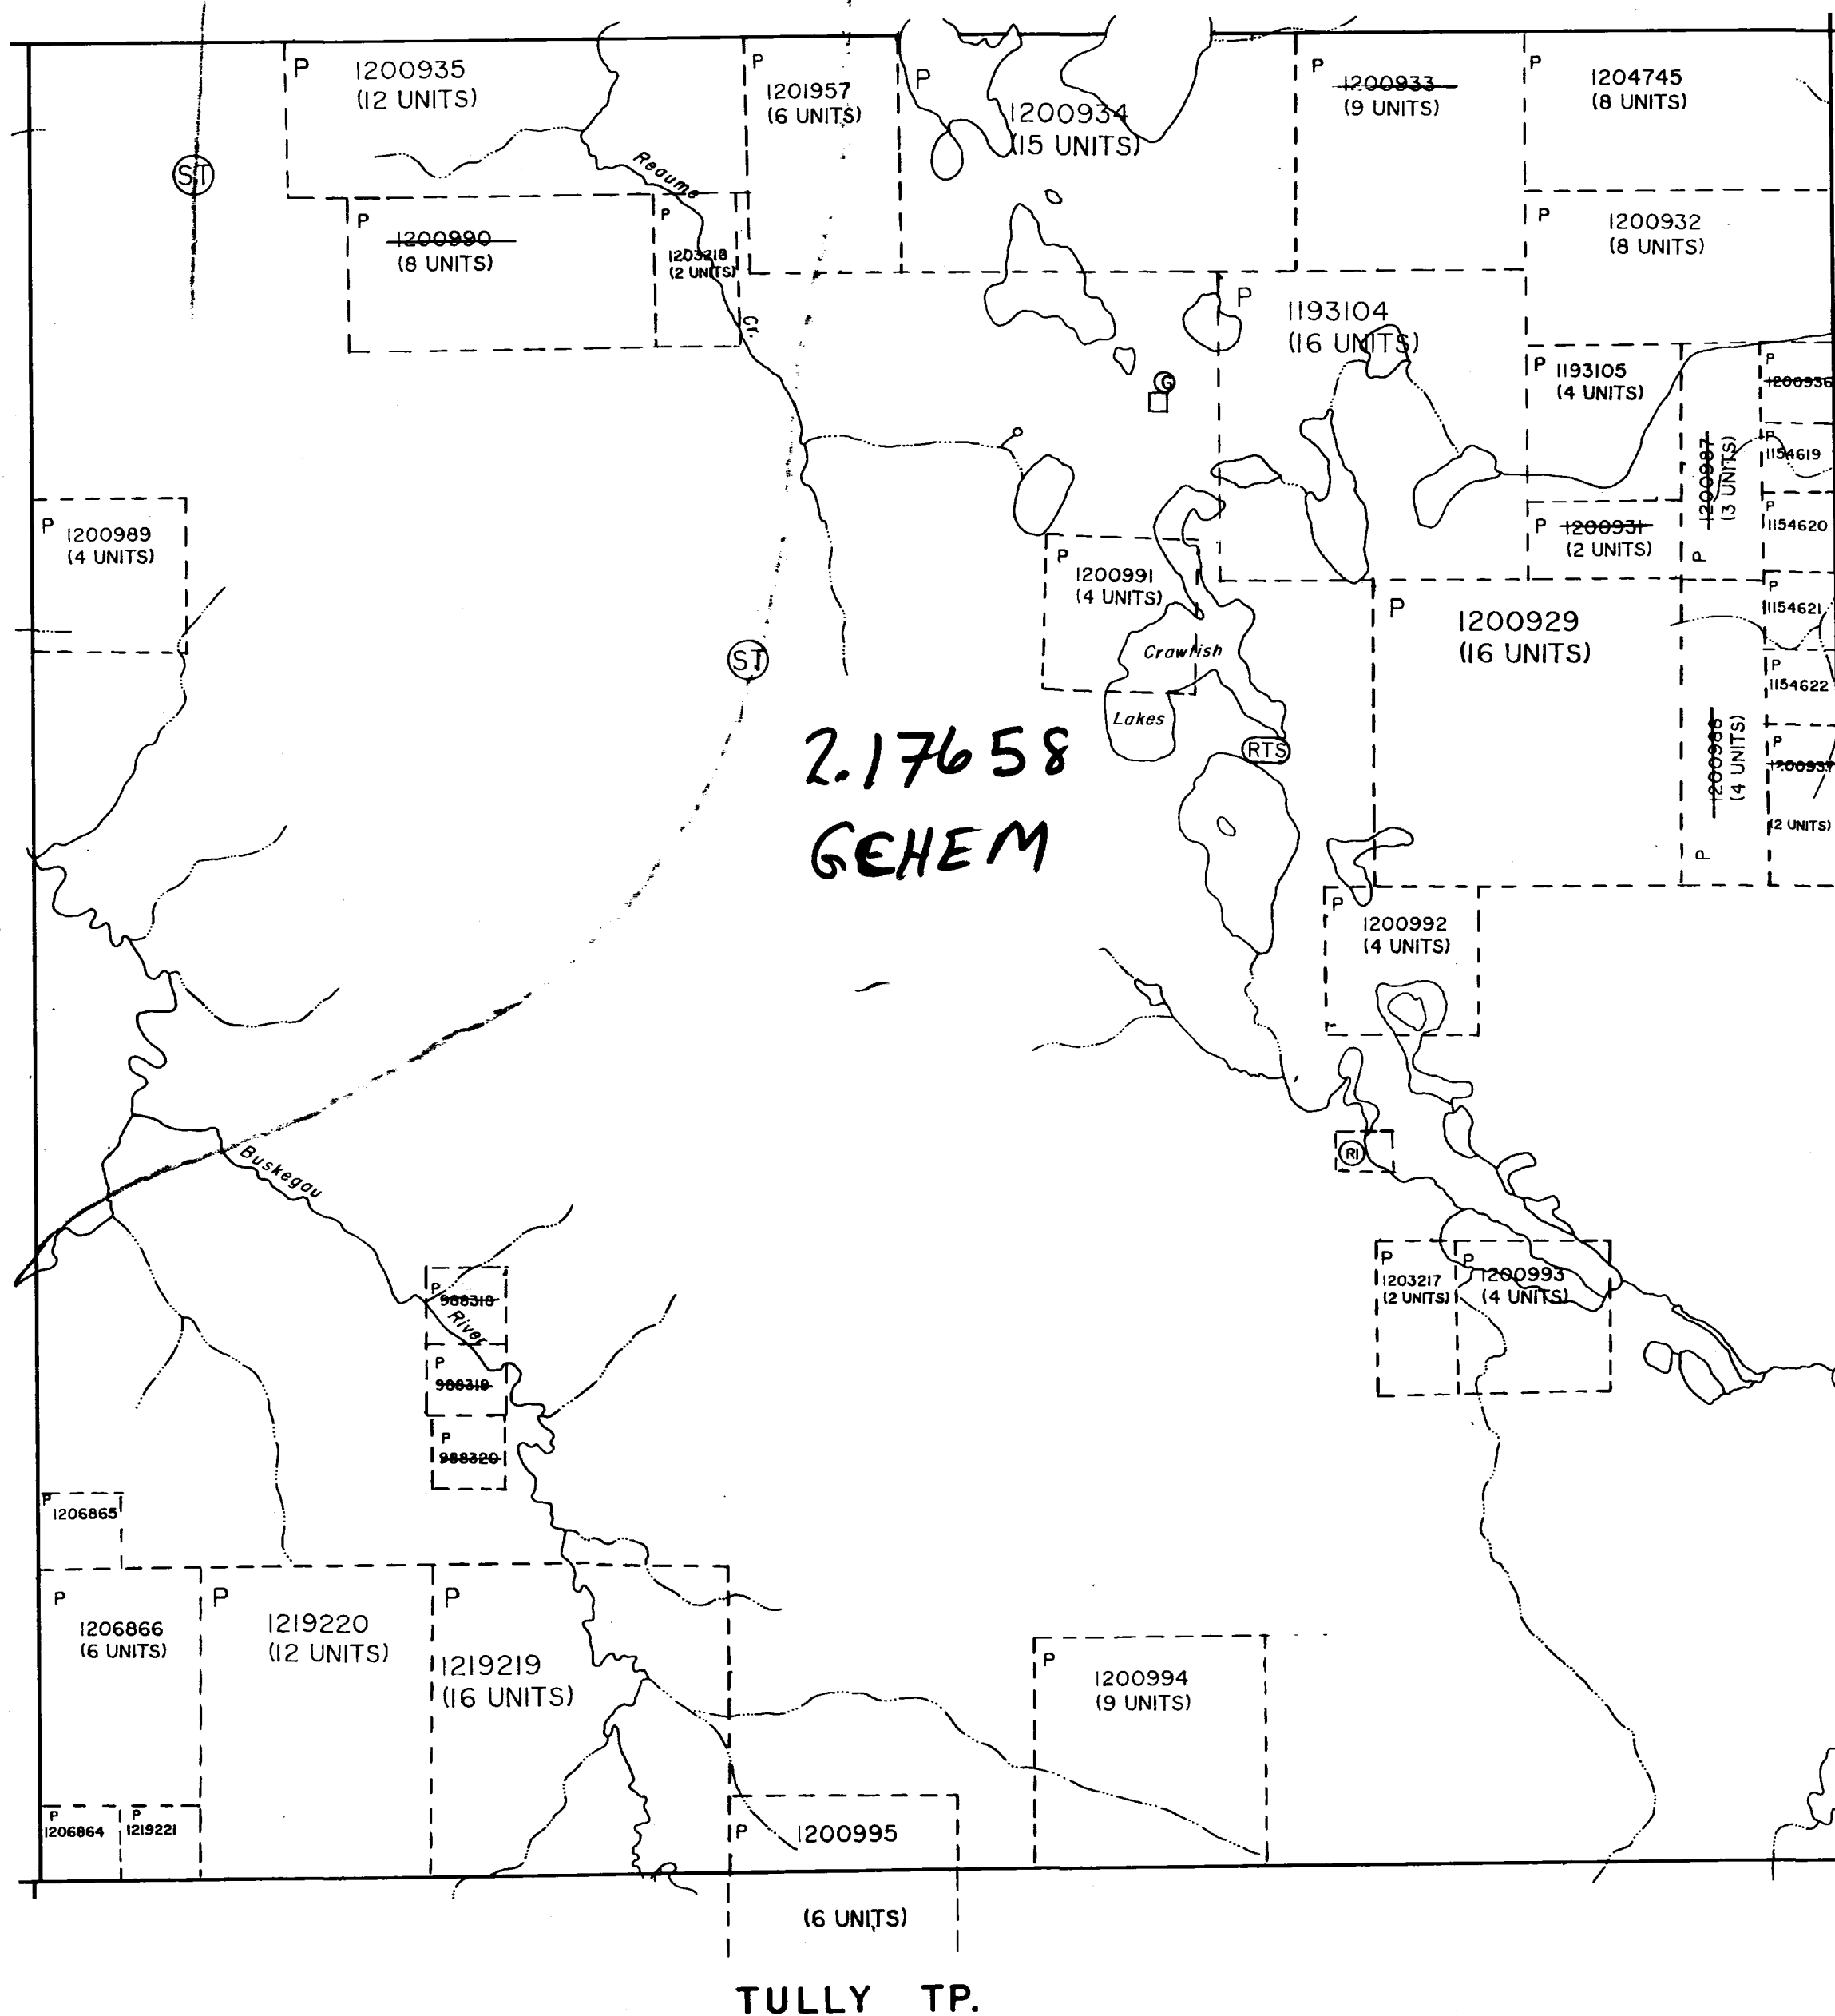 P
1200935
(12 UNITS)
P
1201957
(6 UNITS)
P
1200934
(15 UNITS)
P
1200933
(9 UNITS)
P
1204745
(8 UNITS)
ST
Reaume
Cr.
P
1200990
(8 UNITS)
P
1203218
(2 UNITS)
P
1200932
(8 UNITS)
P
1193104
(16 UNITS)
P
1193105
(4 UNITS)
P
1200936
G
P
1200987
(3 UNITS)
P
1154619
P
1154620
P
1200989
(4 UNITS)
P
1200931
(2 UNITS)
P
1200991
(4 UNITS)
P
1200929
(16 UNITS)
P
1154621
ST
Crawfish
Lakes
RTS
P
1154622
P
1200988
(4 UNITS)
P
1200937
(2 UNITS)
2.17658
GEHEM
P
1200992
(4 UNITS)
RI
Buskegau
River
P
988318
P
988319
P
988320
P
1203217
(2 UNITS)
P
1200993
(4 UNITS)
P
1206865
P
1206866
(6 UNITS)
P
1219220
(12 UNITS)
P
1219219
(16 UNITS)
P
1200994
(9 UNITS)
P
1206864
P
1219221
P
1200995
(6 UNITS)
TULLY TP.